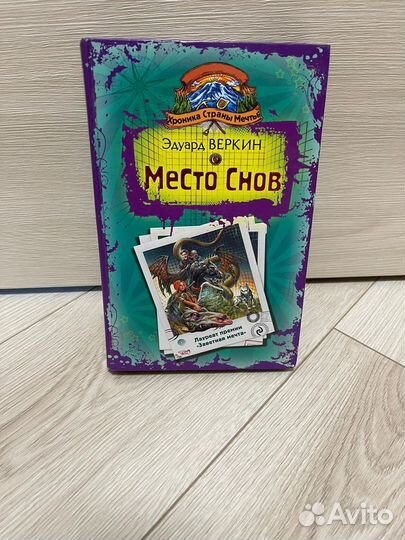 Хроника Страны Мечты
Эдуард ВЕРКИН
МеСто Снов
Лауреат премии
«Заветная мечта»
Avito